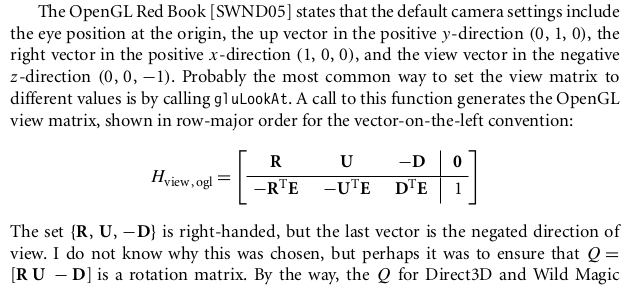 The OpenGL Red Book [SWND05] states that the default camera settings include
the eye position at the origin, the up vector in the positive y-direction (0, 1, 0), the
right vector in the positive x-direction (1, 0, 0), and the view vector in the negative
z-direction (0, 0, −1). Probably the most common way to set the view matrix to
different values is by calling gluLookAt. A call to this function generates the OpenGL
view matrix, shown in row-major order for the vector-on-the-left convention:
R U −D 0
H_view, ogl =
−RᵀE −UᵀE DᵀE 1
The set {R, U, −D} is right-handed, but the last vector is the negated direction of
view. I do not know why this was chosen, but perhaps it was to ensure that Q =
[R U − D] is a rotation matrix. By the way, the Q for Direct3D and Wild Magic